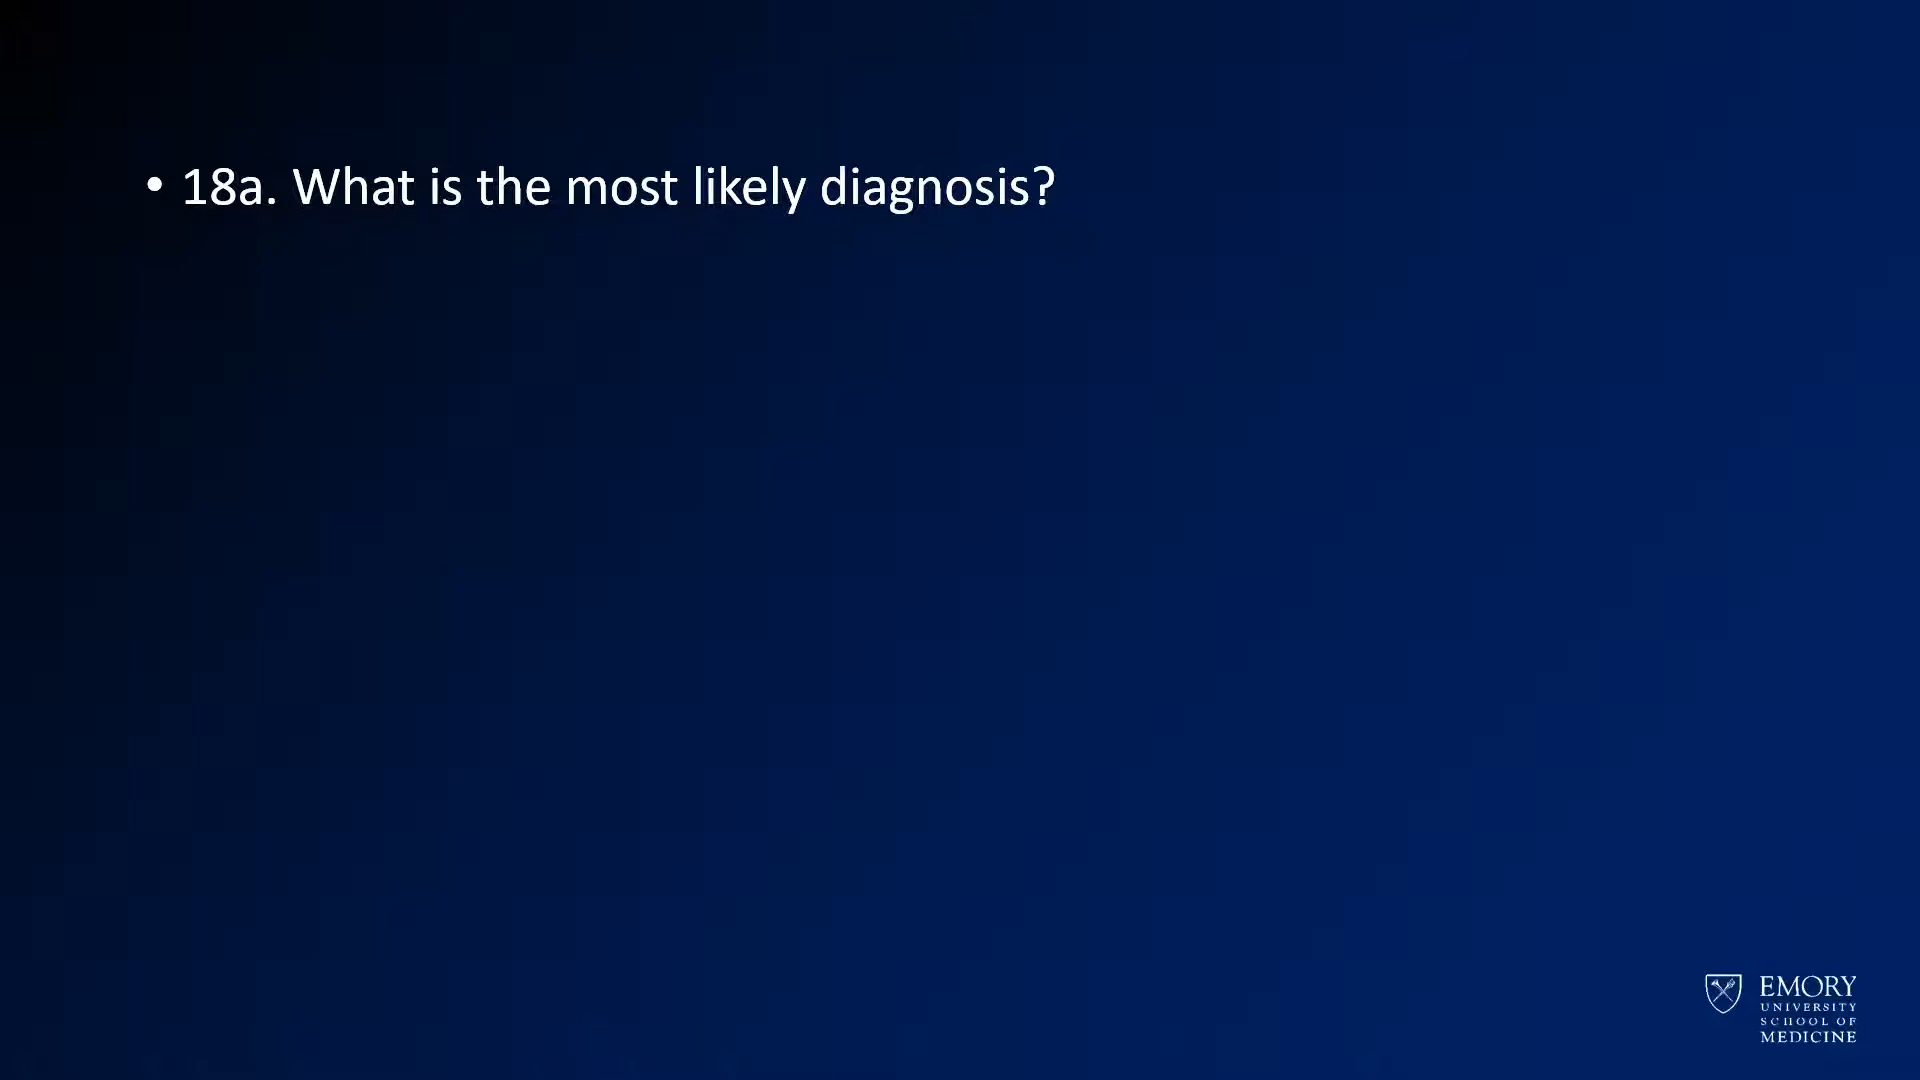 • 18a. What is the most likely diagnosis?
EMORY
UNIVERSITY
SCHOOL OF
MEDICINE